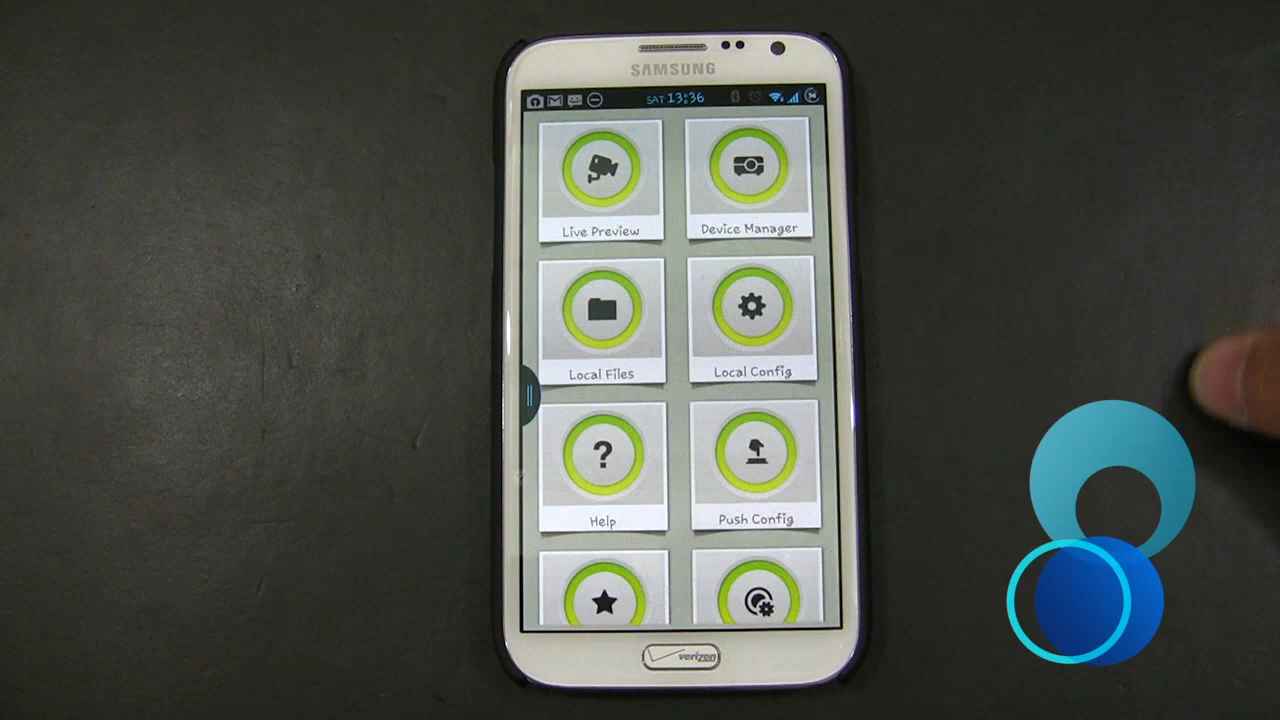 SAMSUNG
SAT 13:36
Live Preview
Device Manager
Local Files
Local Config
?
Help
Push Config
verizon